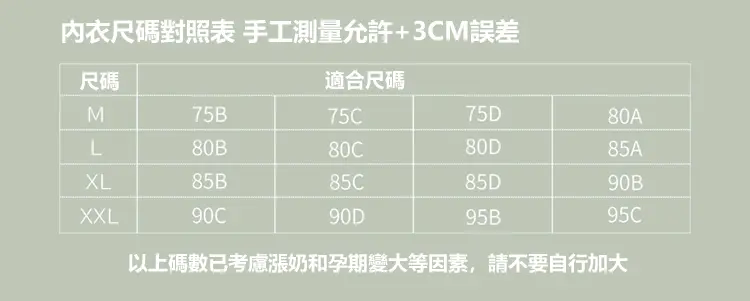 內衣尺碼對照表 手工測量允許+3CM誤差
尺碼 適合尺碼
M 75B 75C 75D 80A
L 80B 80C 80D 85A
XL 85B 85C 85D 90B
XXL 90C 90D 95B 95C
以上碼數已考慮漲奶和孕期變大等因素，請不要自行加大